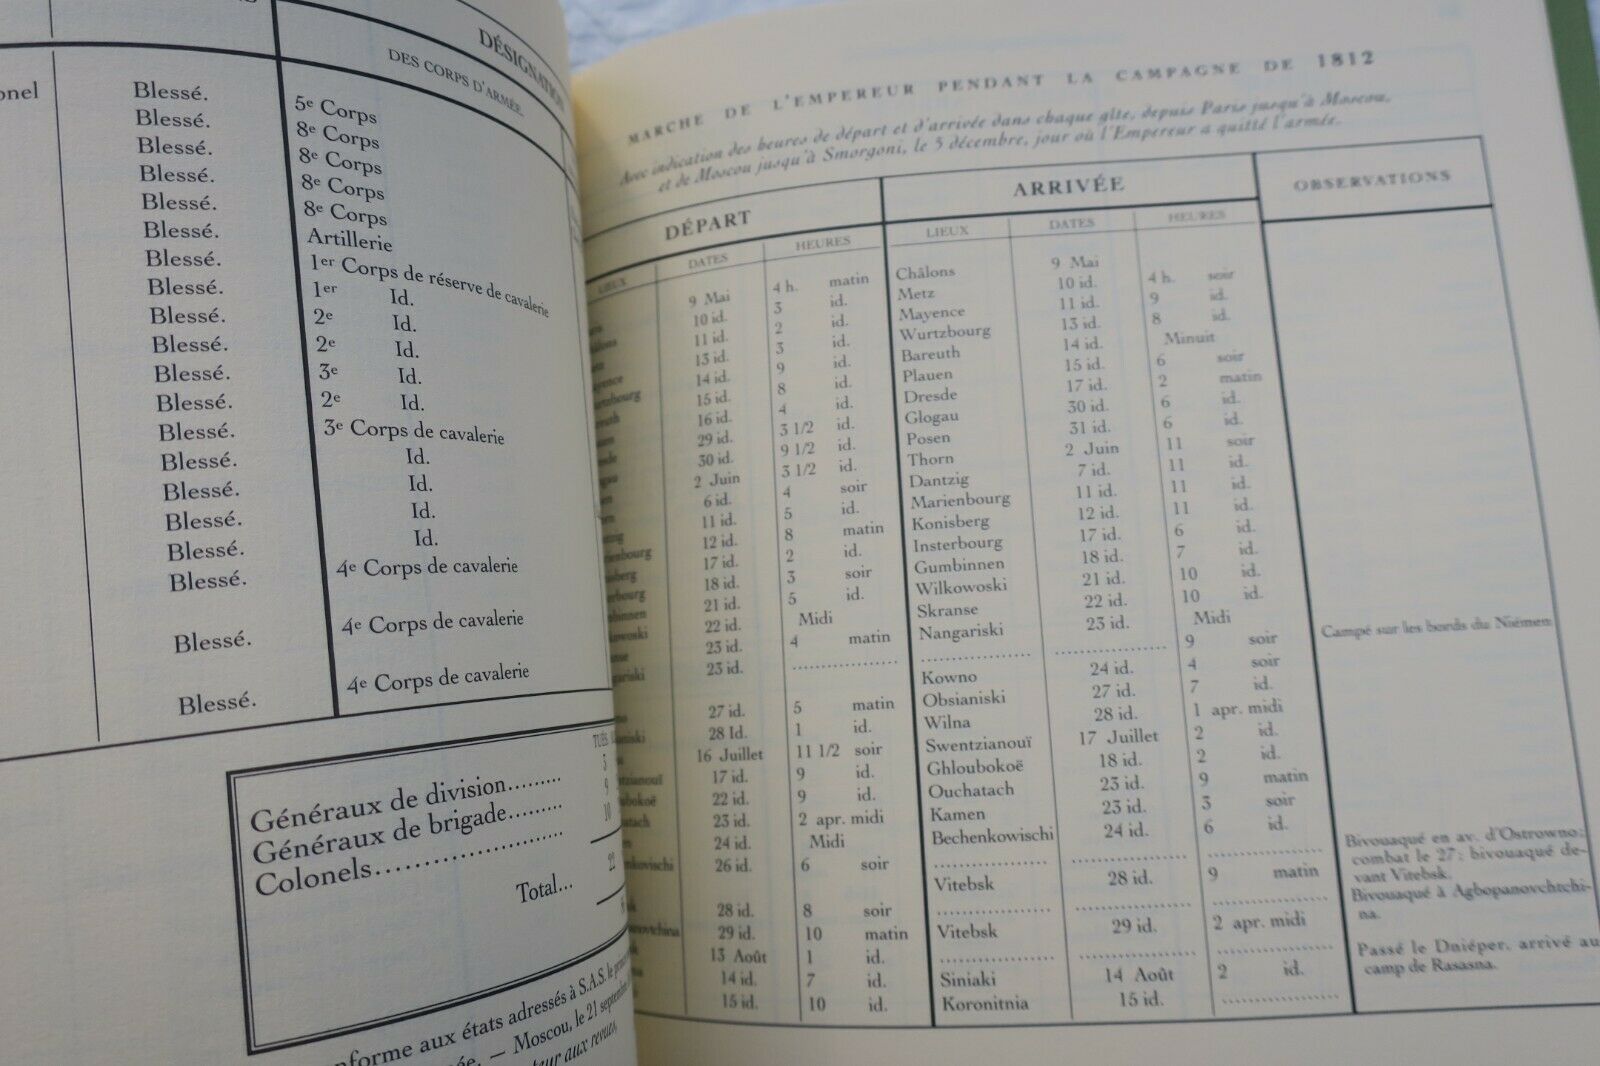 DÉSIGNATION
DES CORPS D'ARMÉE.
onel Blessé. 5e Corps
Blessé. 8e Corps
Blessé. 8e Corps
Blessé. 8e Corps
Blessé. 8e Corps
Blessé. Artillerie
Blessé. 1er Corps de réserve de cavalerie
Blessé. 1er Id.
Blessé. 2e Id.
Blessé. 2e Id.
Blessé. 3e Id.
Blessé. 2e Id.
Blessé. 3e Corps de cavalerie
Blessé. Id.
Blessé. Id.
Blessé. Id.
Blessé. Id.
Blessé. 4e Corps de cavalerie
Blessé. 4e Corps de cavalerie
Blessé. 4e Corps de cavalerie
TUÉS
Généraux de division......... 5
Généraux de brigade......... 9
Colonels...................... 10
Total... 22
nforme aux états adressés à S.A.S. le
ée. — Moscou, le 21 septembre
teur aux revues,
MARCHE DE L'EMPEREUR PENDANT LA CAMPAGNE DE 1812
Avec indication des heures de départ et d'arrivée dans chaque gîte, depuis Paris jusqu'à Moscou,
et de Moscou jusqu'à Smorgoni, le 5 décembre, jour où l'Empereur a quitté l'armée.
DÉPART ARRIVÉE OBSERVATIONS
LIEUX DATES HEURES LIEUX DATES HEURES
9 Mai 4 h. matin Châlons 9 Mai
10 id. 3 id. Metz 10 id. 4 h. soir
11 id. 2 id. Mayence 11 id. 9 id.
13 id. 3 id. Wurtzbourg 13 id. 8 id.
14 id. 9 id. Bareuth 14 id. Minuit
15 id. 8 id. Plauen 15 id. 6 soir
16 id. 4 id. Dresde 17 id. 2 matin
29 id. 3 1/2 id. Glogau 30 id. 6 id.
30 id. 9 1/2 id. Posen 31 id. 6 id.
2 Juin 3 1/2 id. Thorn 2 Juin 11 soir
6 id. 4 soir Dantzig 7 id. 11 id.
11 id. 5 id. Marienbourg 11 id. 11 id.
12 id. 8 matin Konisberg 12 id. 11 id.
17 id. 2 id. Insterbourg 17 id. 6 id.
18 id. 3 soir Gumbinnen 18 id. 7 id.
21 id. 5 id. Wilkowoski 21 id. 10 id.
22 id. Midi Skranse 22 id. 10 id.
23 id. 4 matin Nangariski 23 id. Midi
23 id. .................... .................... .................... 9 soir Campé sur les bords du Niémen
Kowno 24 id. 4 soir
27 id. 5 matin Obsianiski 27 id. 7 id.
28 Id. 1 id. Wilna 28 id. 1 apr. midi
16 Juillet 11 1/2 soir Swentzianouï 17 Juillet 2 id.
17 id. 9 id. Ghloubokoë 18 id. 2 id.
22 id. 9 id. Ouchatach 23 id. 9 matin
23 id. 2 apr. midi Kamen 23 id. 3 soir
24 id. Midi Bechenkowischi 24 id. 6 id.
26 id. 6 soir .................... .................... .................... Bivouaqué en av. d'Ostrowno;
combat le 27; bivouaqué de-
vant Vitebsk.
Vitebsk 28 id. 9 matin
28 id. 8 soir .................... .................... .................... Bivouaqué à Agbopanovchtchi-
na.
29 id. 10 matin Vitebsk 29 id. 2 apr. midi
13 Août 1 id. .................... .................... .................... Passé le Dniéper, arrivé au
camp de Rasasna.
14 id. 7 id. Siniaki 14 Août 2 id.
15 id. 10 id. Koronitnia 15 id. ....................